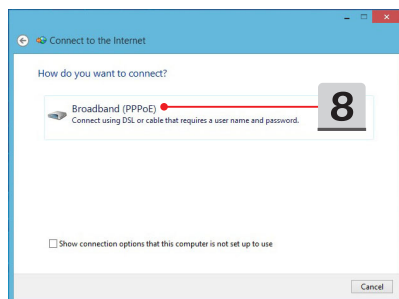 Connect to the Internet
How do you want to connect?
Broadband (PPPoE)
Connect using DSL or cable that requires a user name and password.
8
Show connection options that this computer is not set up to use
Cancel